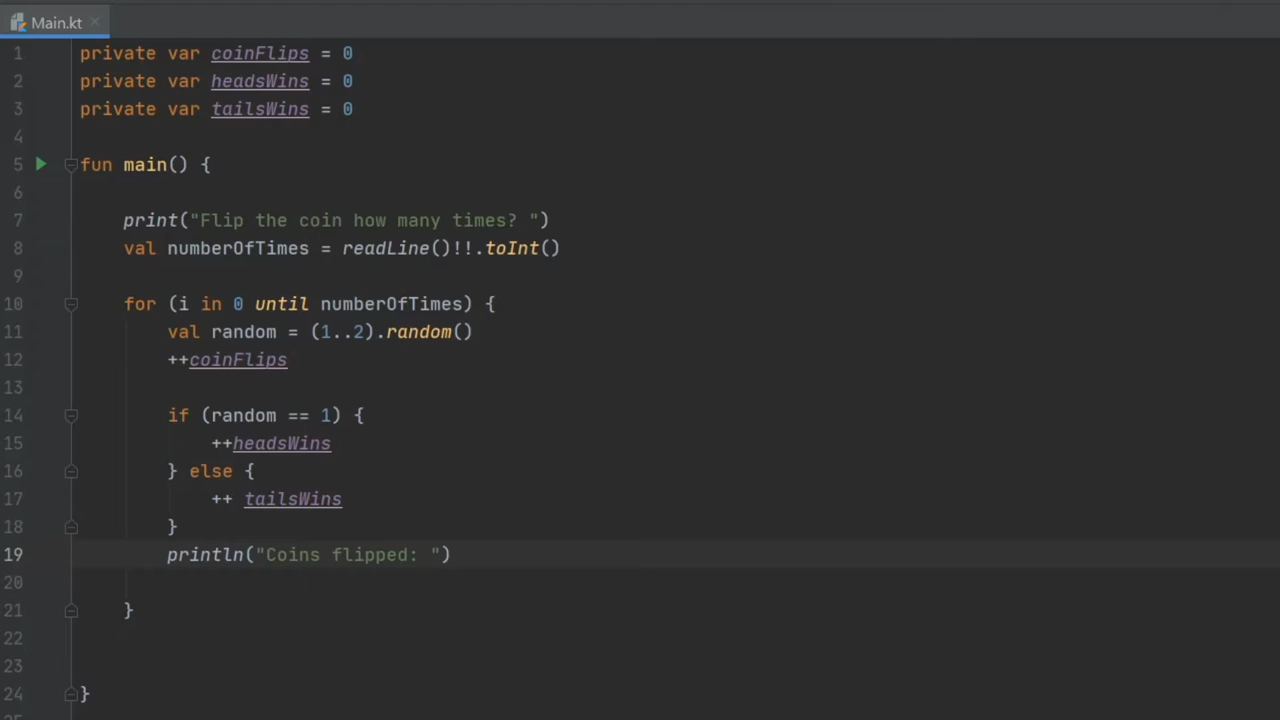 Main.kt
1 private var coinFlips = 0
2 private var headsWins = 0
3 private var tailsWins = 0
4
5 fun main() {
6
7 print("Flip the coin how many times? ")
8 val numberOfTimes = readLine()!!.toInt()
9
10 for (i in 0 until numberOfTimes) {
11 val random = (1..2).random()
12 ++coinFlips
13
14 if (random == 1) {
15 ++headsWins
16 } else {
17 ++ tailsWins
18 }
19 println("Coins flipped: ")
20
21 }
22
23
24 }